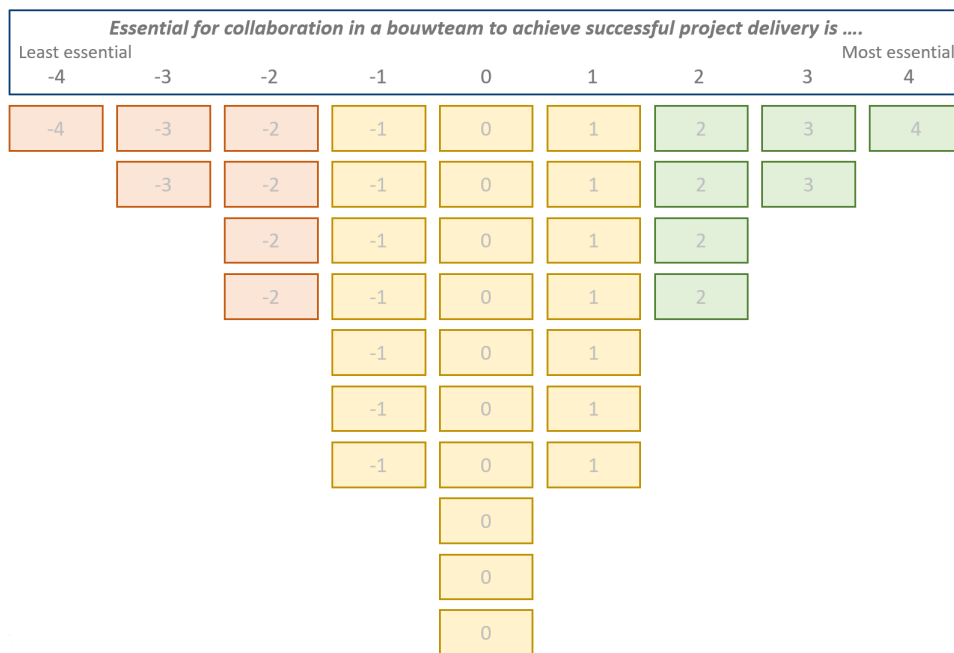 Essential for collaboration in a bouwteam to achieve successful project delivery is ....
Least essential Most essential
-4 -3 -2 -1 0 1 2 3 4
-4 -3 -2 -1 0 1 2 3 4
-3 -2 -1 0 1 2 3
-2 -1 0 1 2
-2 -1 0 1 2
-1 0 1
-1 0 1
-1 0 1
0
0
0